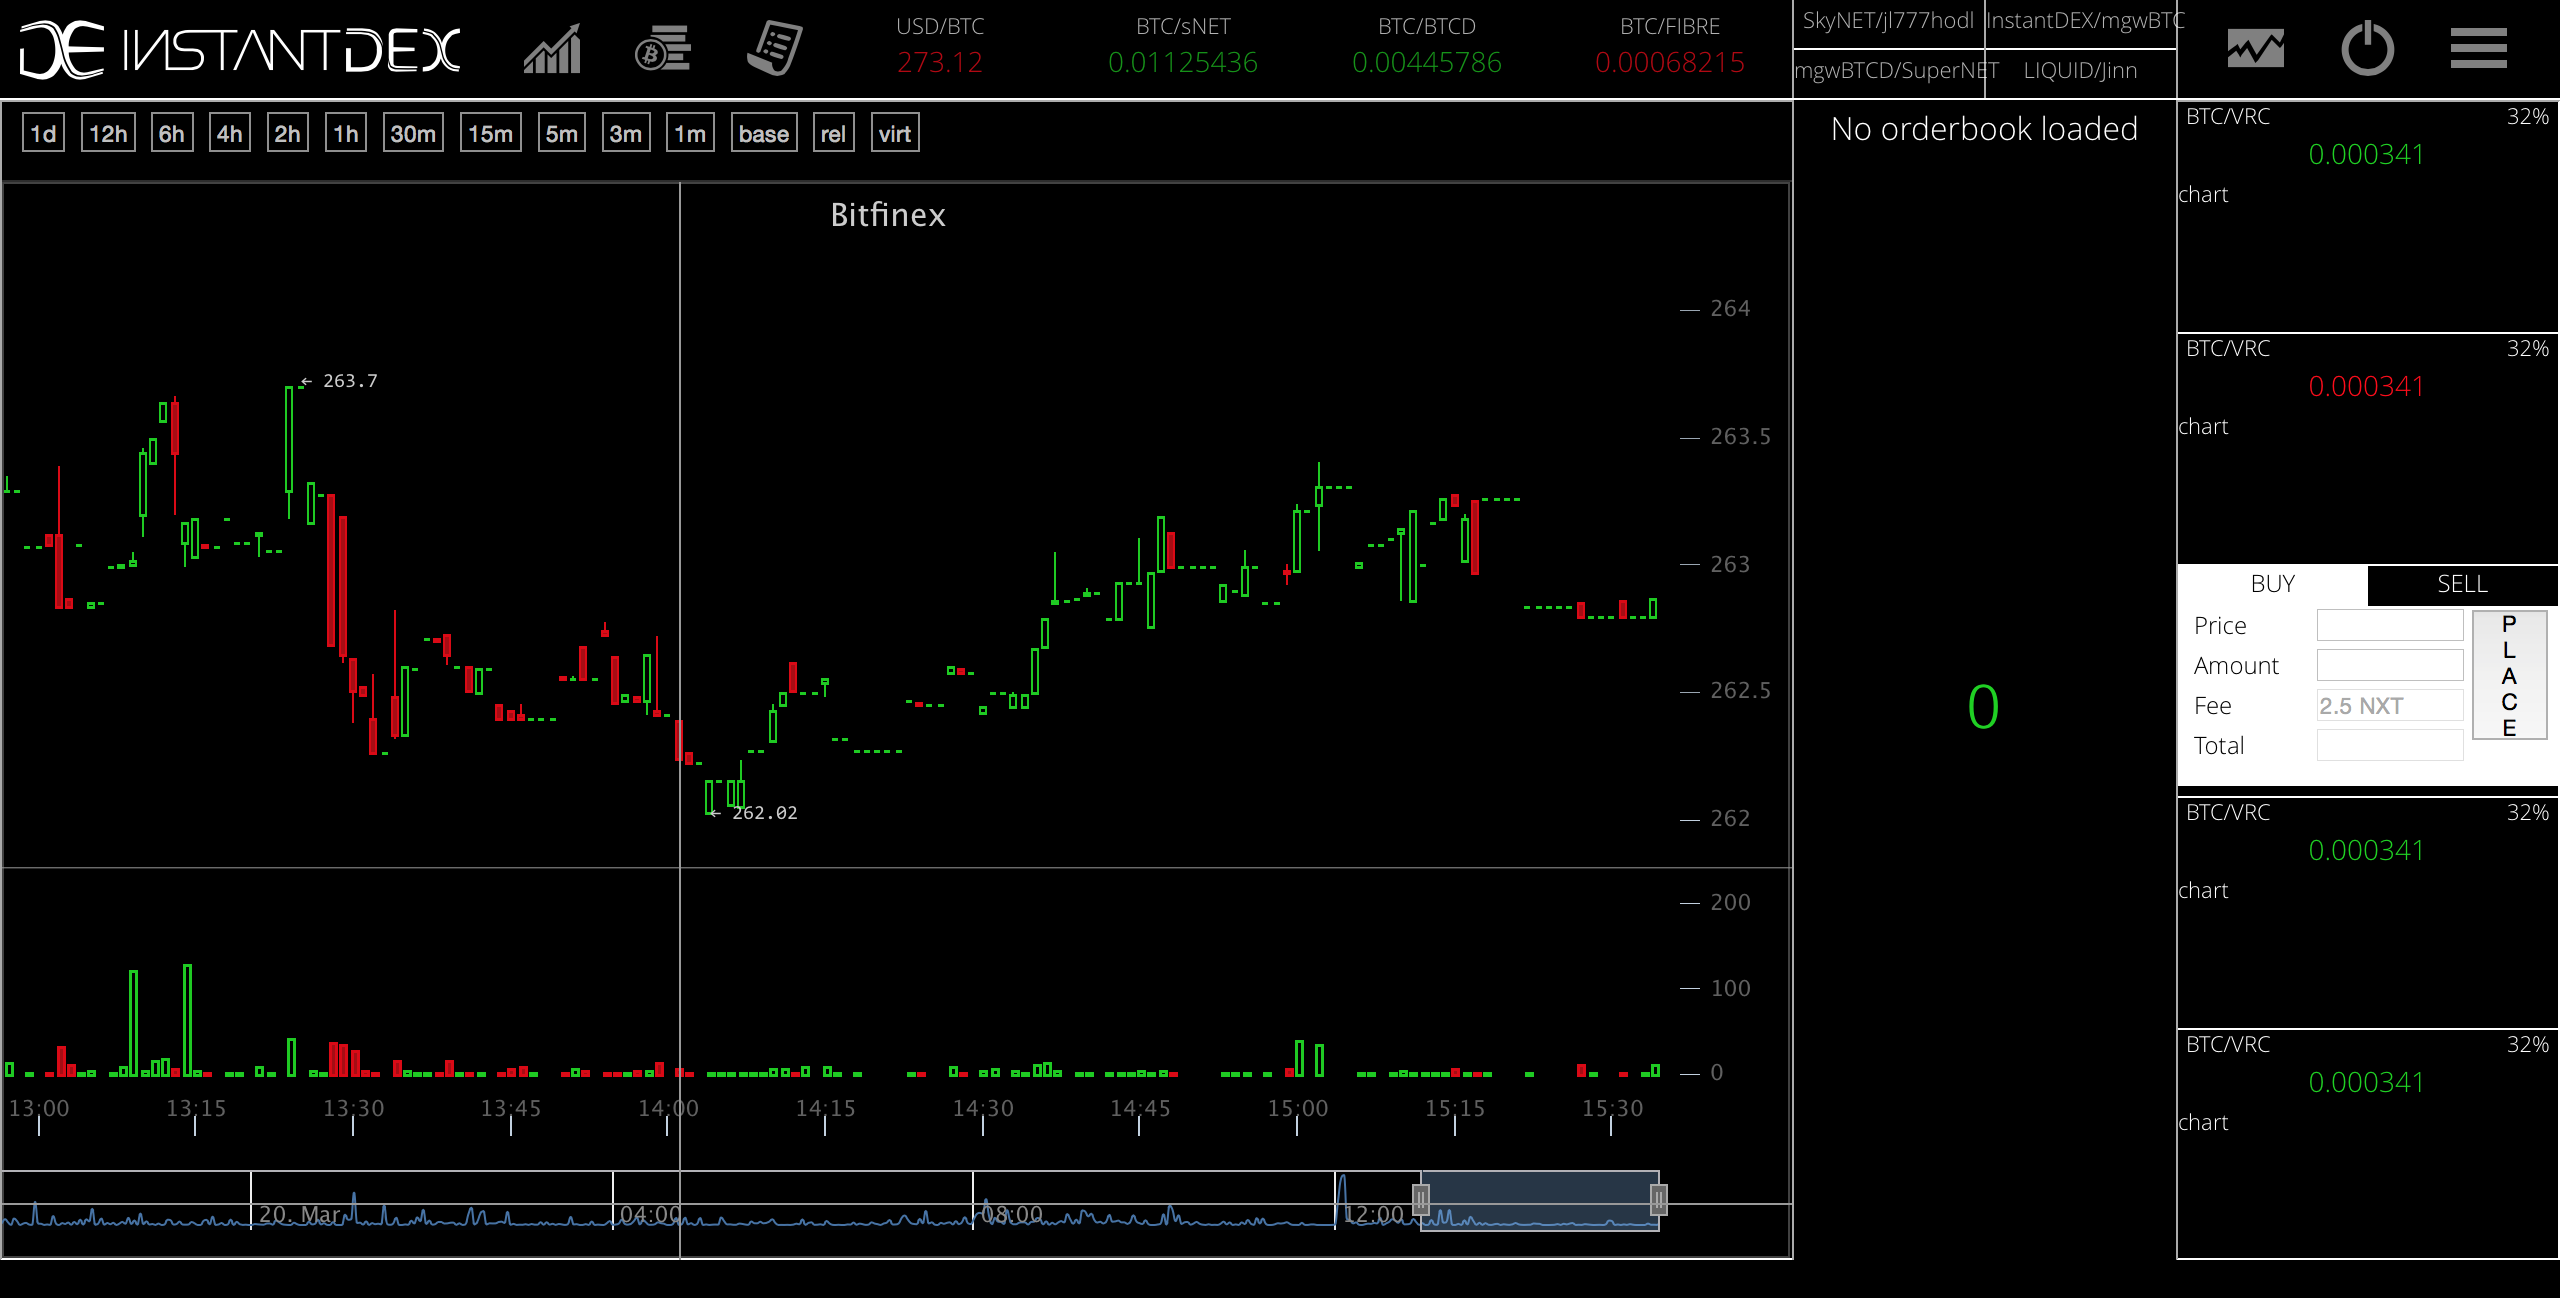 INSTANTDEX
USD/BTC
273.12
BTC/sNET
0.01125436
BTC/BTCD
0.00445786
BTC/FIBRE
0.00068215
SkyNET/jl777hodl
InstantDEX/mgwBTC
mgwBTCD/SuperNET
LIQUID/Jinn
1d 12h 6h 4h 2h 1h 30m 15m 5m 3m 1m base rel virt
Bitfinex
264
263.5
263
262.5
262
← 263.7
← 262.02
200
100
0
13:00 13:15 13:30 13:45 14:00 14:15 14:30 14:45 15:00 15:15 15:30
20. Mar 04:00 08:00 12:00
No orderbook loaded
0
BTC/VRC 32%
0.000341
chart
BTC/VRC 32%
0.000341
chart
BUY SELL
Price
Amount
Fee 2.5 NXT
Total
PLACE
BTC/VRC 32%
0.000341
chart
BTC/VRC 32%
0.000341
chart